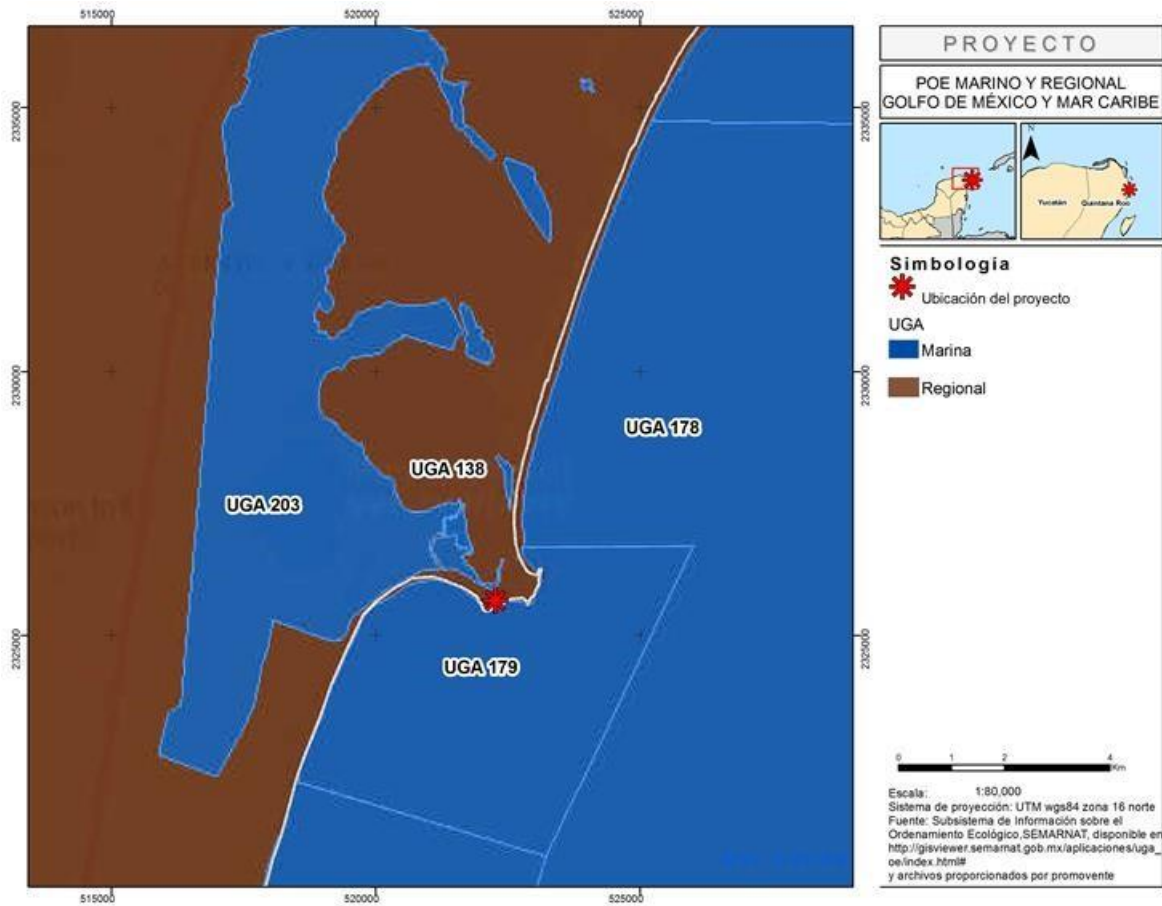 515000
520000
525000
2335000
2335000
2330000
2330000
2325000
2325000
515000
520000
525000
UGA 178
UGA 138
UGA 203
UGA 179
PROYECTO
POE MARINO Y REGIONAL
GOLFO DE MÉXICO Y MAR CARIBE
N
Yucatán
Quintana Roo
Simbología
Ubicación del proyecto
UGA
Marina
Regional
0 1 2 4
Km
Escala: 1:80,000
Sistema de proyección: UTM wgs84 zona 16 norte
Fuente: Subsistema de Información sobre el
Ordenamiento Ecológico,SEMARNAT, disponible en
http://gisviewer.semarnat.gob.mx/aplicaciones/uga_
oe/index.html#
y archivos proporcionados por promovente